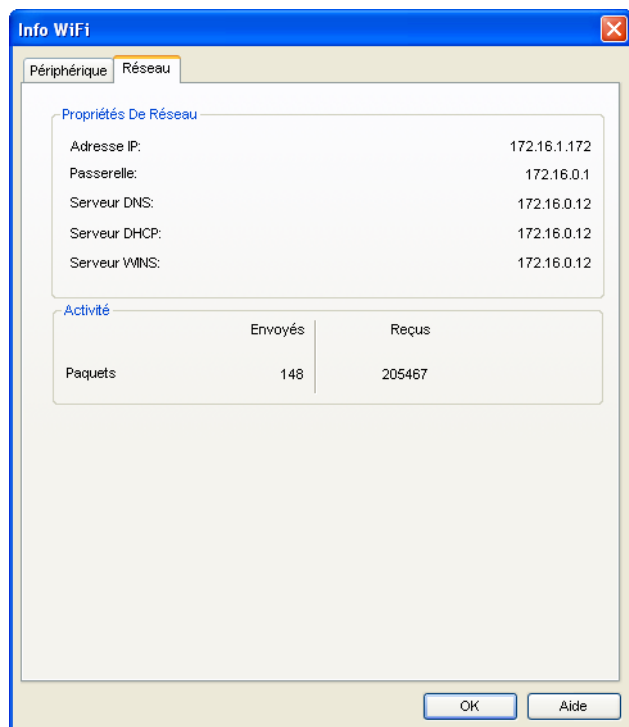 Info WiFi
Périphérique Réseau
Propriétés De Réseau
Adresse IP: 172.16.1.172
Passerelle: 172.16.0.1
Serveur DNS: 172.16.0.12
Serveur DHCP: 172.16.0.12
Serveur WINS: 172.16.0.12
Activité
Envoyés Reçus
Paquets 148 205467
OK Aide